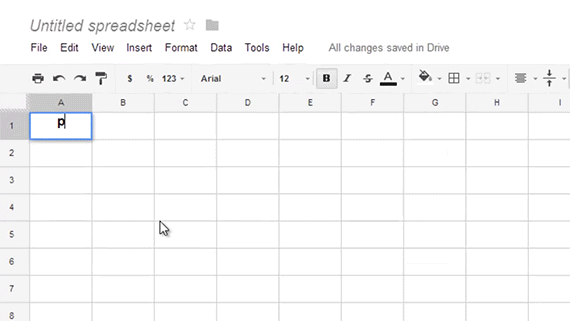 Untitled spreadsheet
File Edit View Insert Format Data Tools Help All changes saved in Drive
$ % 123 Arial 12 B I S A
A B C D E F G H I
1 p
2
3
4
5
6
7
8